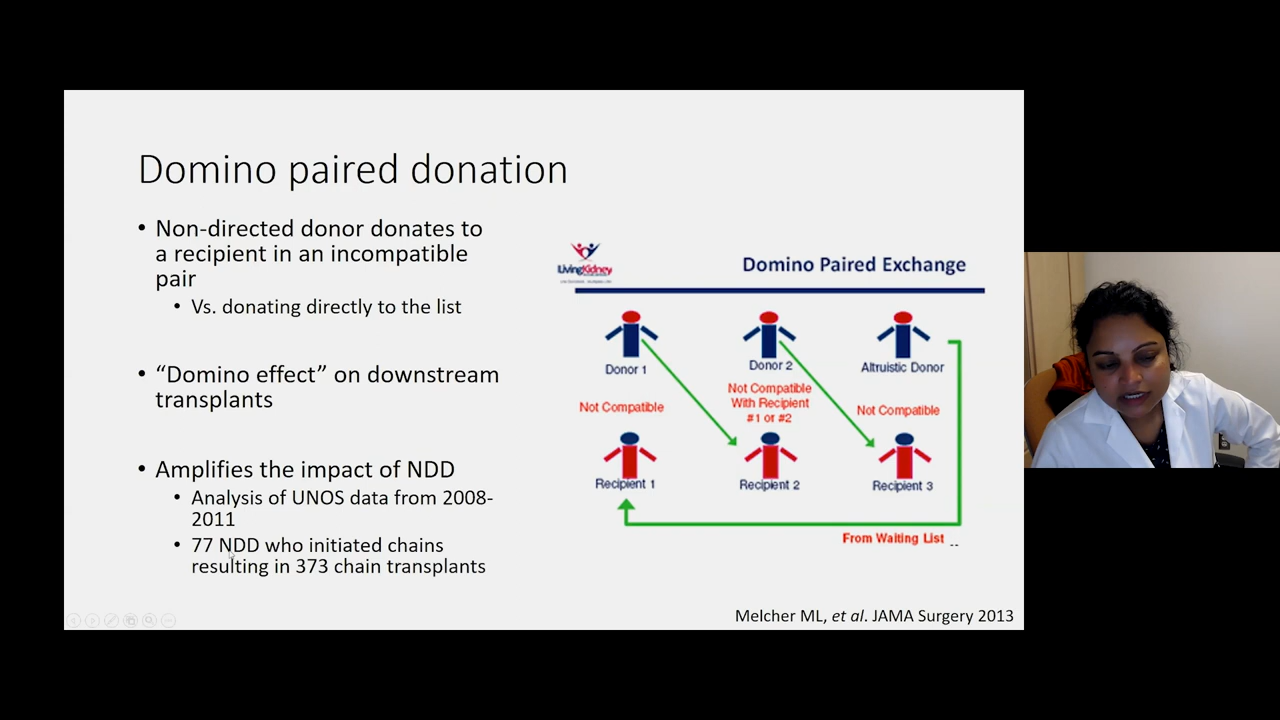 Domino paired donation
• Non-directed donor donates to
a recipient in an incompatible
pair
• Vs. donating directly to the list
• “Domino effect” on downstream
transplants
• Amplifies the impact of NDD
• Analysis of UNOS data from 2008-
2011
• 77 NDD who initiated chains
resulting in 373 chain transplants
LivingKidney
Domino Paired Exchange
Donor 1
Donor 2
Altruistic Donor
Not Compatible
Not Compatible
With Recipient
#1 or #2
Not Compatible
Recipient 1
Recipient 2
Recipient 3
From Waiting List
Melcher ML, et al. JAMA Surgery 2013